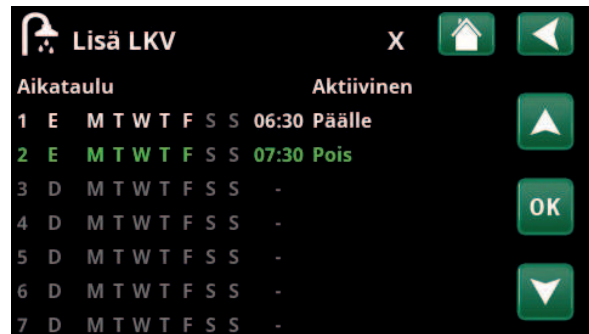 Lisä LKV X
Aikataulu Aktiivinen
1 E M T W T F S S 06:30 Päälle
2 E M T W T F S S 07:30 Pois
3 D M T W T F S S -
4 D M T W T F S S -
OK
5 D M T W T F S S -
6 D M T W T F S S -
7 D M T W T F S S